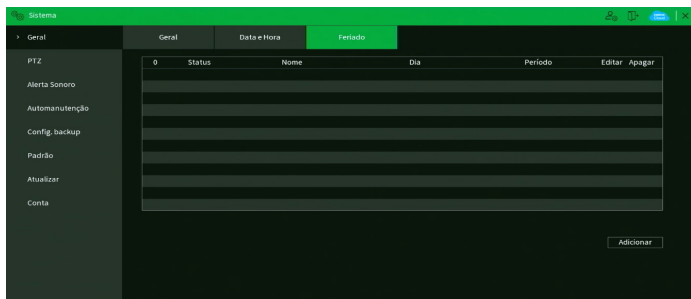 Sistema
Geral
PTZ
Alerta Sonoro
Automanutenção
Config. backup
Padrão
Atualizar
Conta
Geral Data e Hora Feriado
0 Status Nome Dia Período Editar Apagar
Adicionar